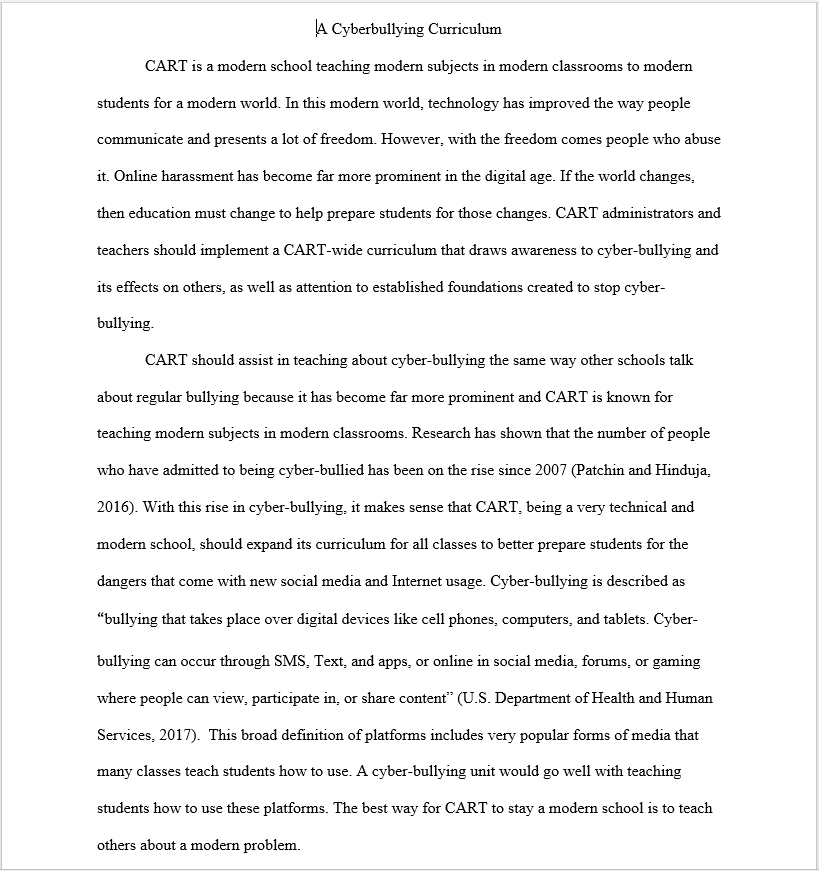 A Cyberbullying Curriculum
CART is a modern school teaching modern subjects in modern classrooms to modern
students for a modern world. In this modern world, technology has improved the way people
communicate and presents a lot of freedom. However, with the freedom comes people who abuse
it. Online harassment has become far more prominent in the digital age. If the world changes,
then education must change to help prepare students for those changes. CART administrators and
teachers should implement a CART-wide curriculum that draws awareness to cyber-bullying and
its effects on others, as well as attention to established foundations created to stop cyber-
bullying.
CART should assist in teaching about cyber-bullying the same way other schools talk
about regular bullying because it has become far more prominent and CART is known for
teaching modern subjects in modern classrooms. Research has shown that the number of people
who have admitted to being cyber-bullied has been on the rise since 2007 (Patchin and Hinduja,
2016). With this rise in cyber-bullying, it makes sense that CART, being a very technical and
modern school, should expand its curriculum for all classes to better prepare students for the
dangers that come with new social media and Internet usage. Cyber-bullying is described as
“bullying that takes place over digital devices like cell phones, computers, and tablets. Cyber-
bullying can occur through SMS, Text, and apps, or online in social media, forums, or gaming
where people can view, participate in, or share content” (U.S. Department of Health and Human
Services, 2017).  This broad definition of platforms includes very popular forms of media that
many classes teach students how to use. A cyber-bullying unit would go well with teaching
students how to use these platforms. The best way for CART to stay a modern school is to teach
others about a modern problem.